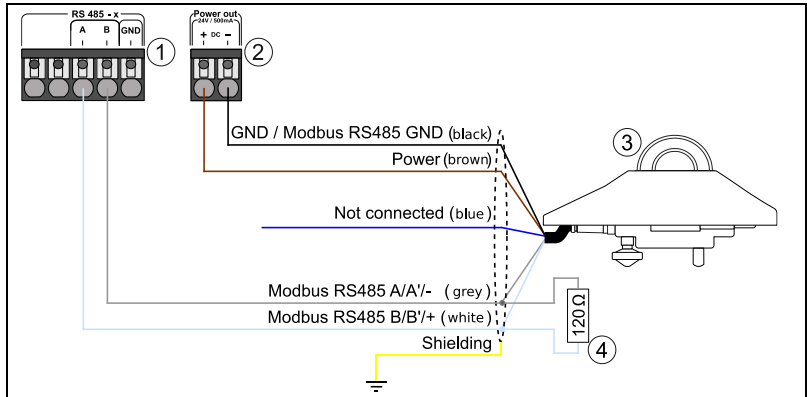 RS 485 - x
A B GND
1
Power out
24V / 500mA
+ DC −
2
GND / Modbus RS485 GND (black)
3
Power (brown)
Not connected (blue)
Modbus RS485 A/A'/- (grey)
Modbus RS485 B/B'/+ (white)
120Ω
Shielding
4